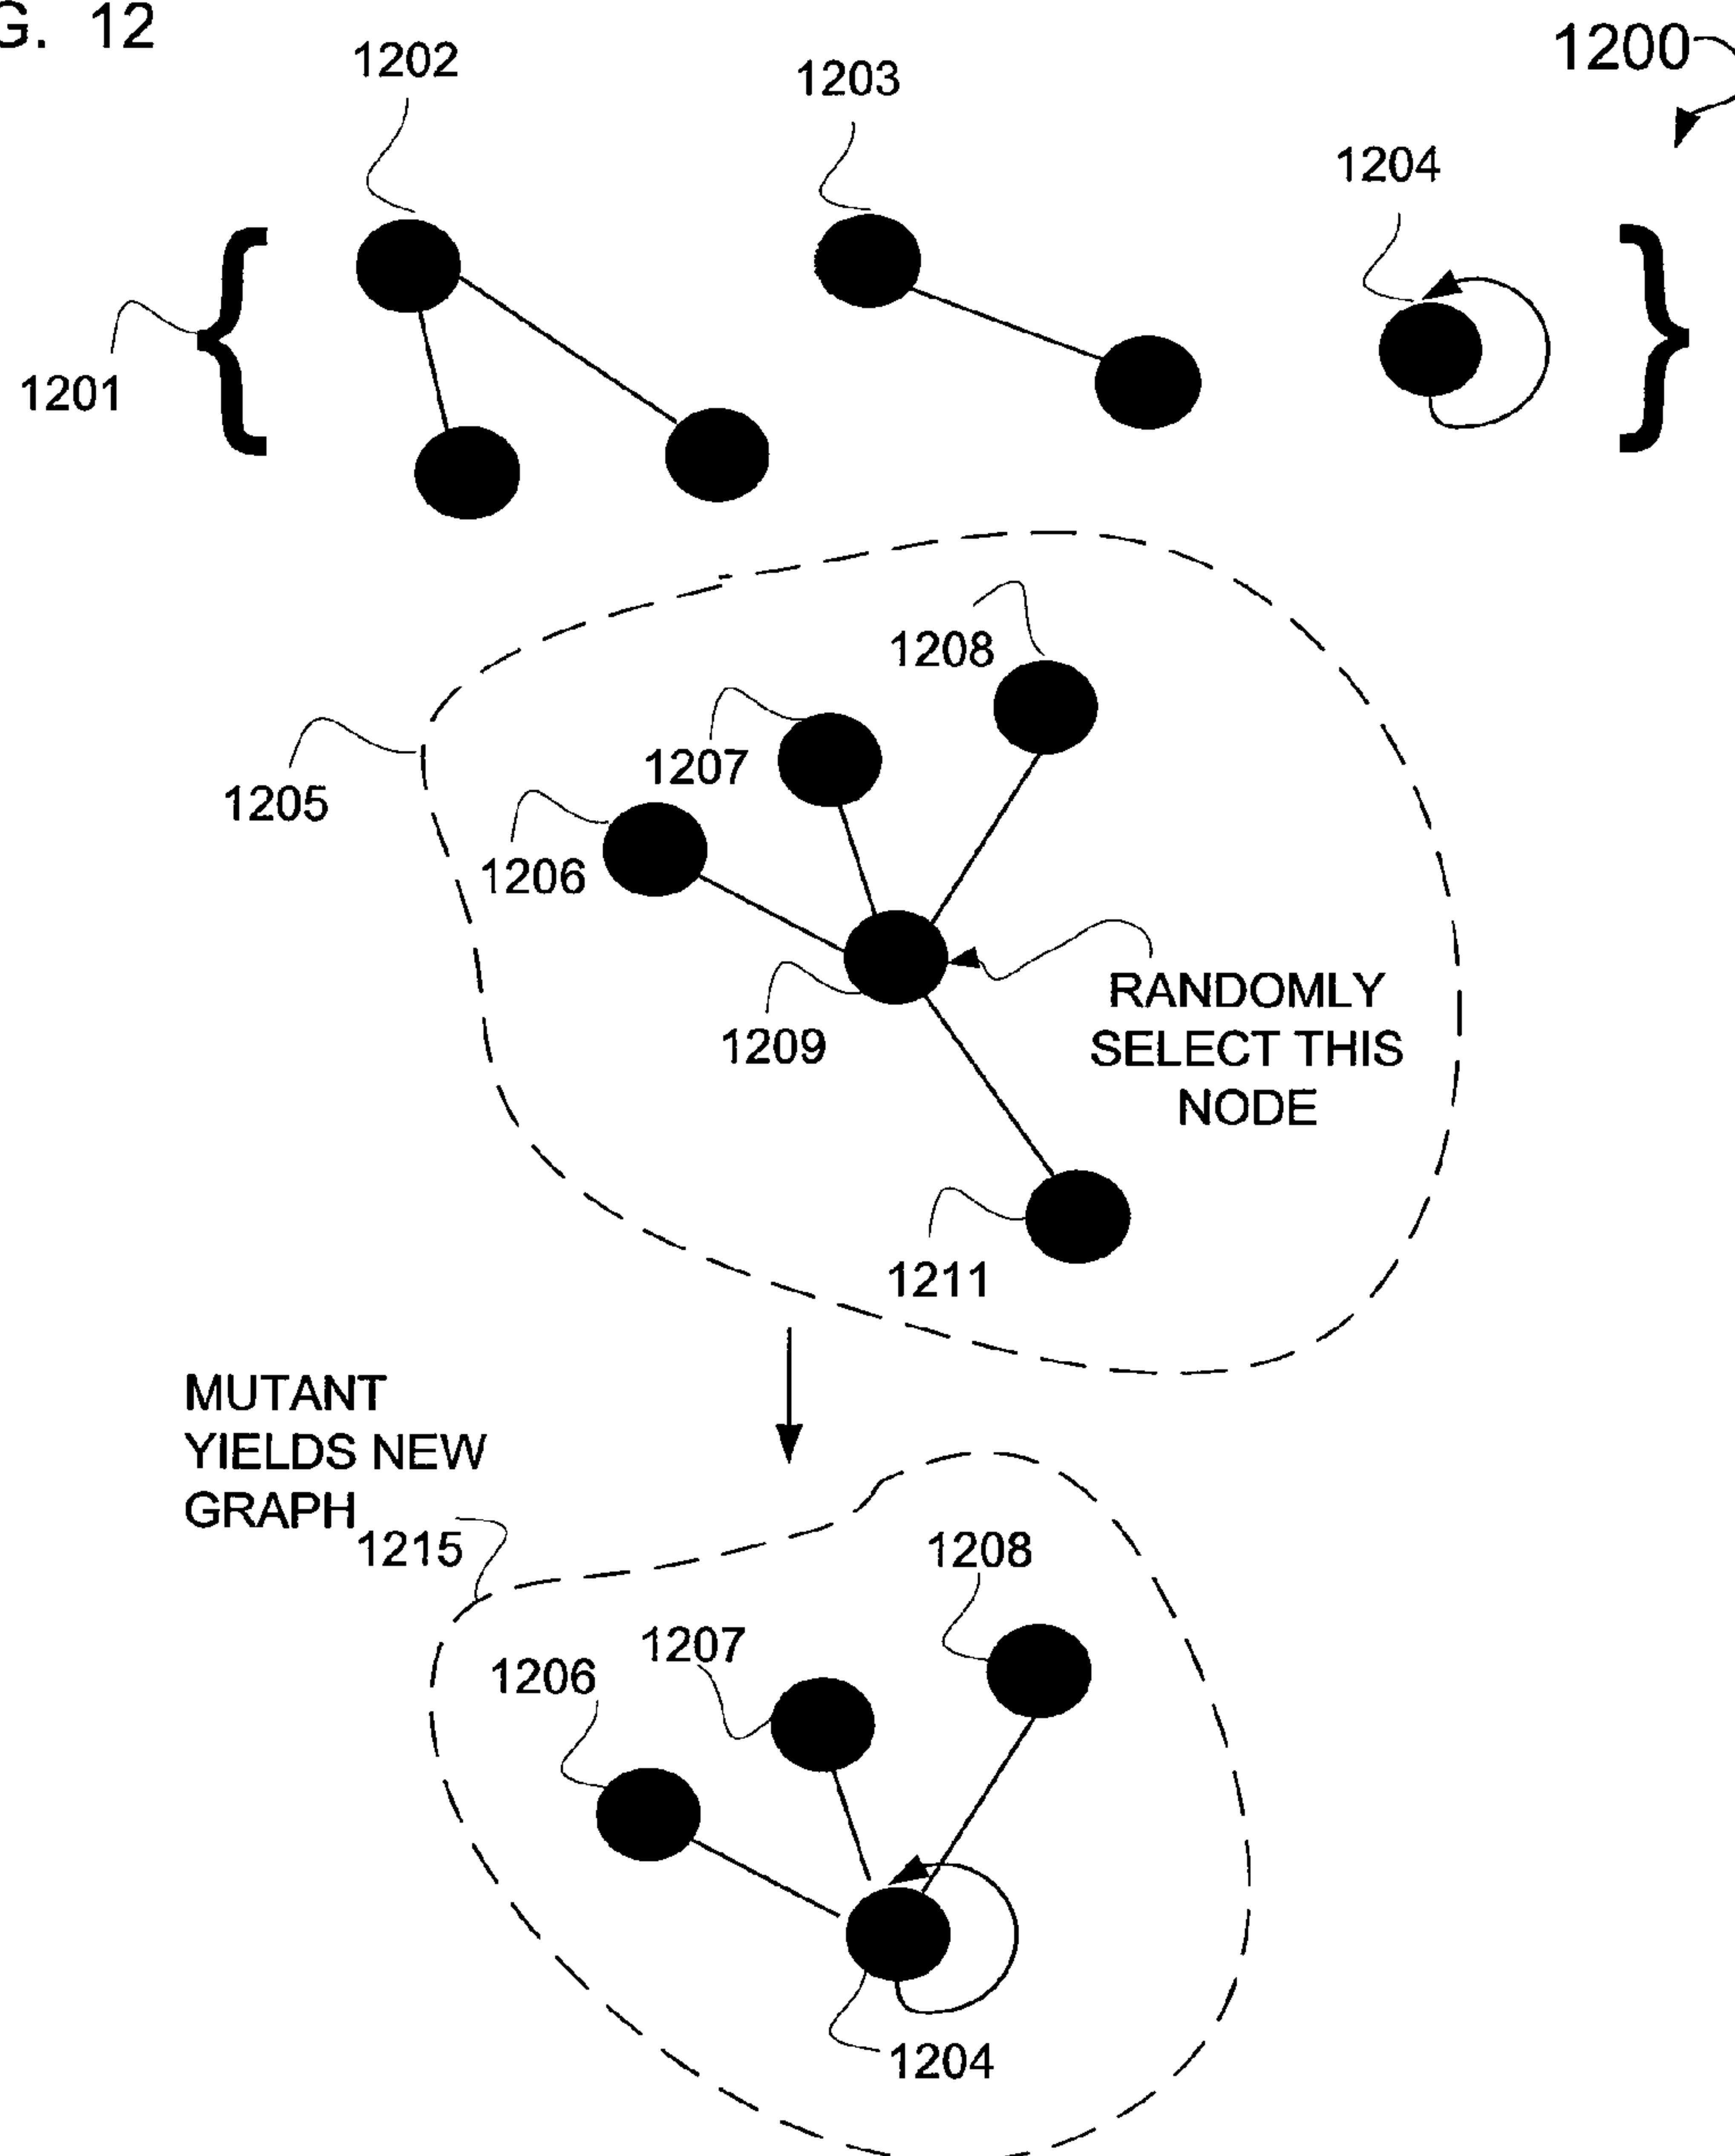 G. 12
1200
1202
1203
1204
1201
1208
1207
1205
1206
RANDOMLY
SELECT THIS
NODE
1209
1211
MUTANT
YIELDS NEW
GRAPH
1215
1208
1207
1206
1204